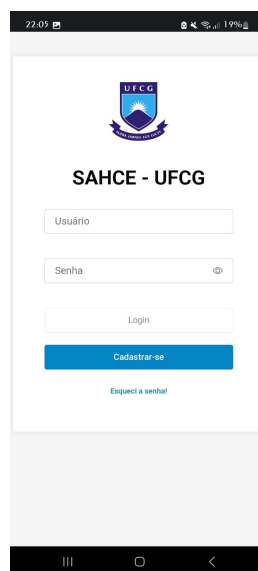 22:05
19%
UFCG
SAHCE - UFCG
Usuário
Senha
Login
Cadastrar-se
Esqueci a senha!